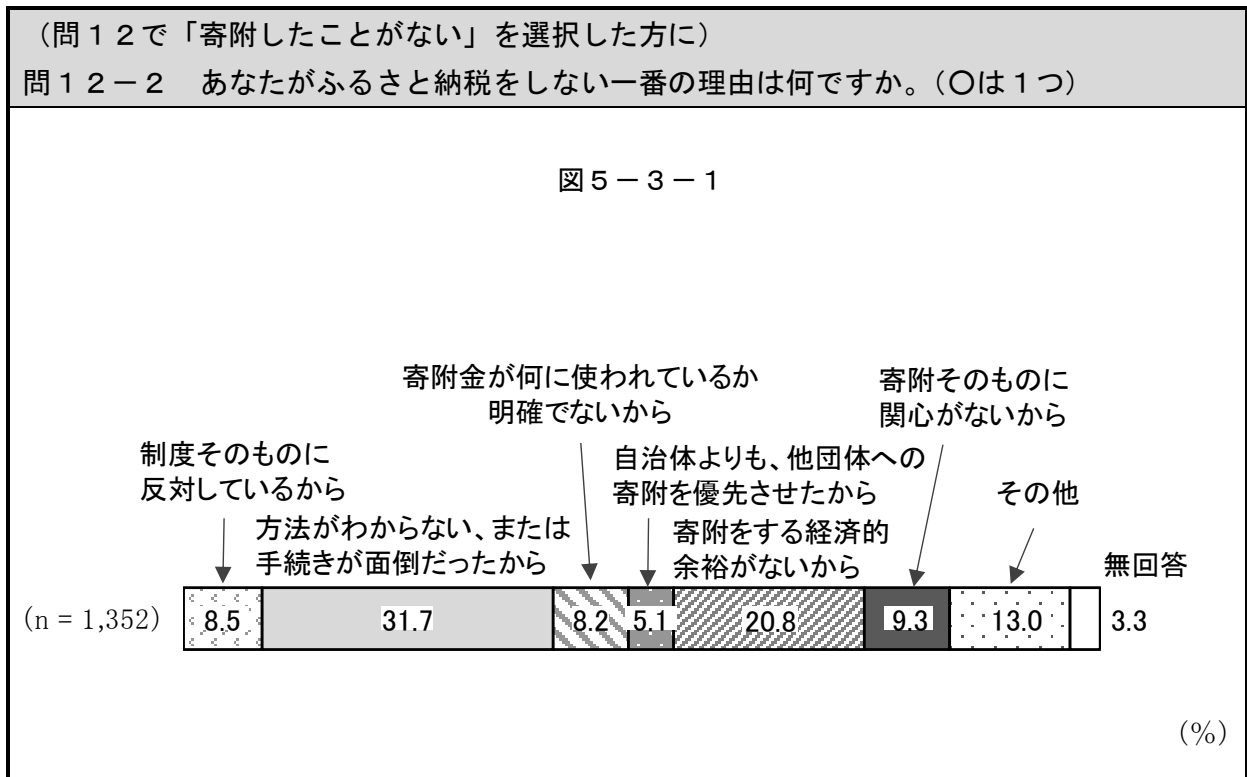 （問１２で「寄附したことがない」を選択した方に）
問１２－２　あなたがふるさと納税をしない一番の理由は何ですか。（〇は１つ）
図５－３－１
寄附金が何に使われているか
明確でないから
寄附そのものに
関心がないから
制度そのものに
反対しているから
自治体よりも、他団体への
寄附を優先させたから
その他
方法がわからない、または
手続きが面倒だったから
寄附をする経済的
余裕がないから
無回答
(n = 1,352) 8.5 31.7 8.2 5.1 20.8 9.3 13.0 3.3
(%)